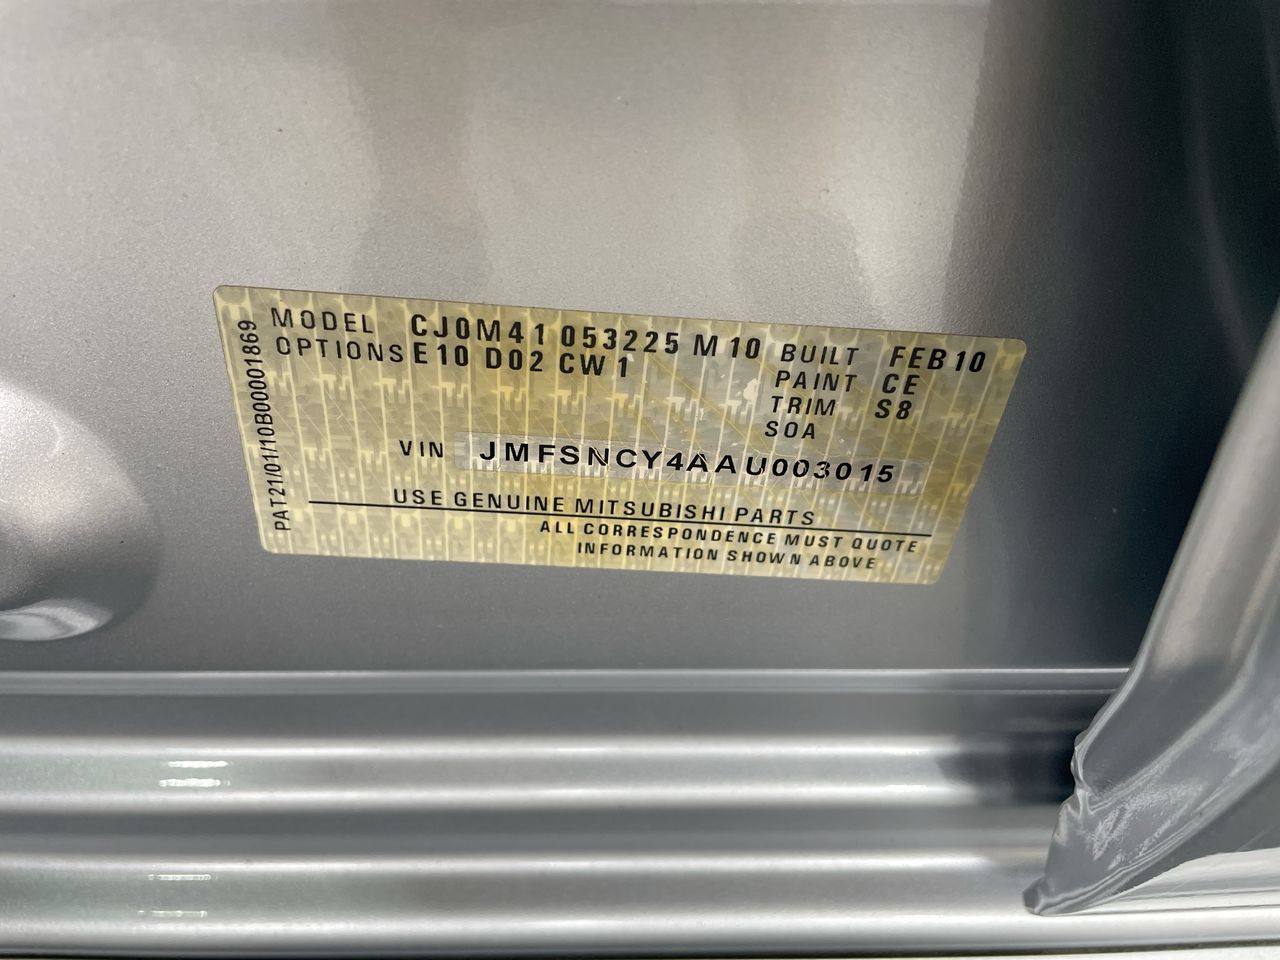 MODEL CJ0M41 053225 M10 BUILT FEB10
OPTIONS E10 D02 CW1 PAINT CE
TRIM S8
SOA
VIN JMFSNCY4AAU003015
USE GENUINE MITSUBISHI PARTS
ALL CORRESPONDENCE MUST QUOTE
INFORMATION SHOWN ABOVE
PAT21/01/10B00001869